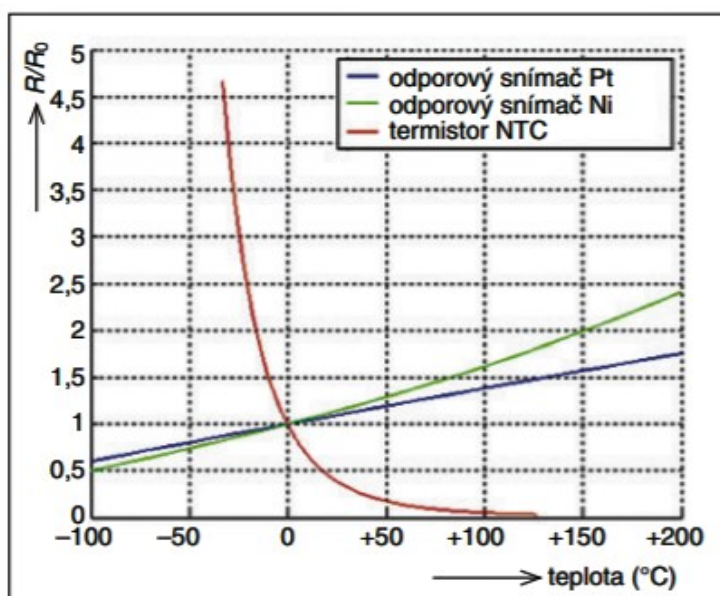 R/R₀
5
4,5
4
3,5
3
2,5
2
1,5
1
0,5
0
odporový snímač Pt
odporový snímač Ni
termistor NTC
–100 –50 0 +50 +100 +150 +200
teplota (°C)